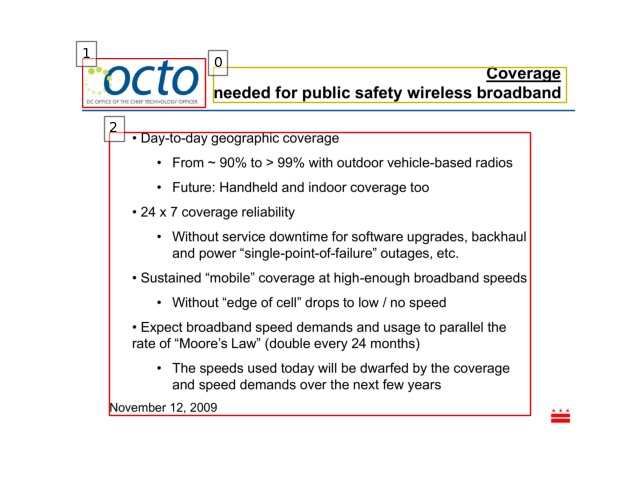 1
octo
DC OFFICE OF THE CHIEF TECHNOLOGY OFFICER
0
Coverage
needed for public safety wireless broadband
2
• Day-to-day geographic coverage
• From ~ 90% to > 99% with outdoor vehicle-based radios
• Future: Handheld and indoor coverage too
• 24 x 7 coverage reliability
• Without service downtime for software upgrades, backhaul
and power “single-point-of-failure” outages, etc.
• Sustained “mobile” coverage at high-enough broadband speeds
• Without “edge of cell” drops to low / no speed
• Expect broadband speed demands and usage to parallel the
rate of “Moore’s Law” (double every 24 months)
• The speeds used today will be dwarfed by the coverage
and speed demands over the next few years
November 12, 2009